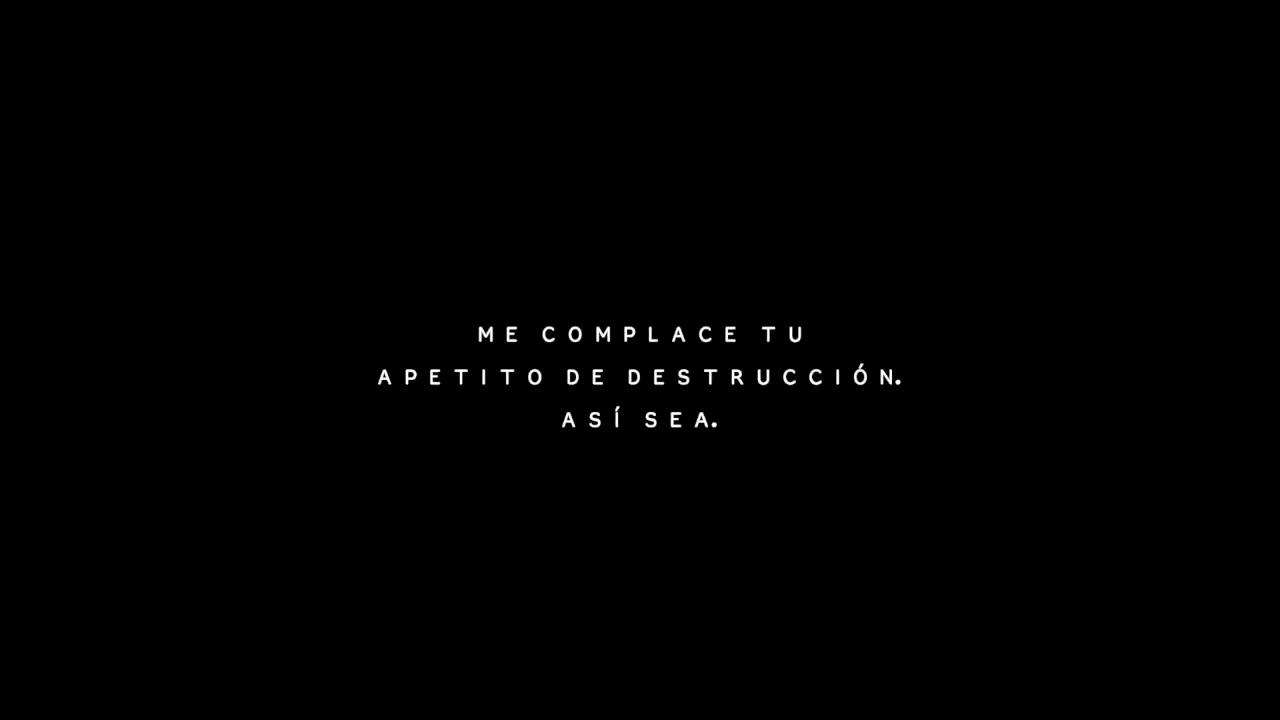 ME COMPLACE TU
APETITO DE DESTRUCCIÓN.
ASÍ SEA.